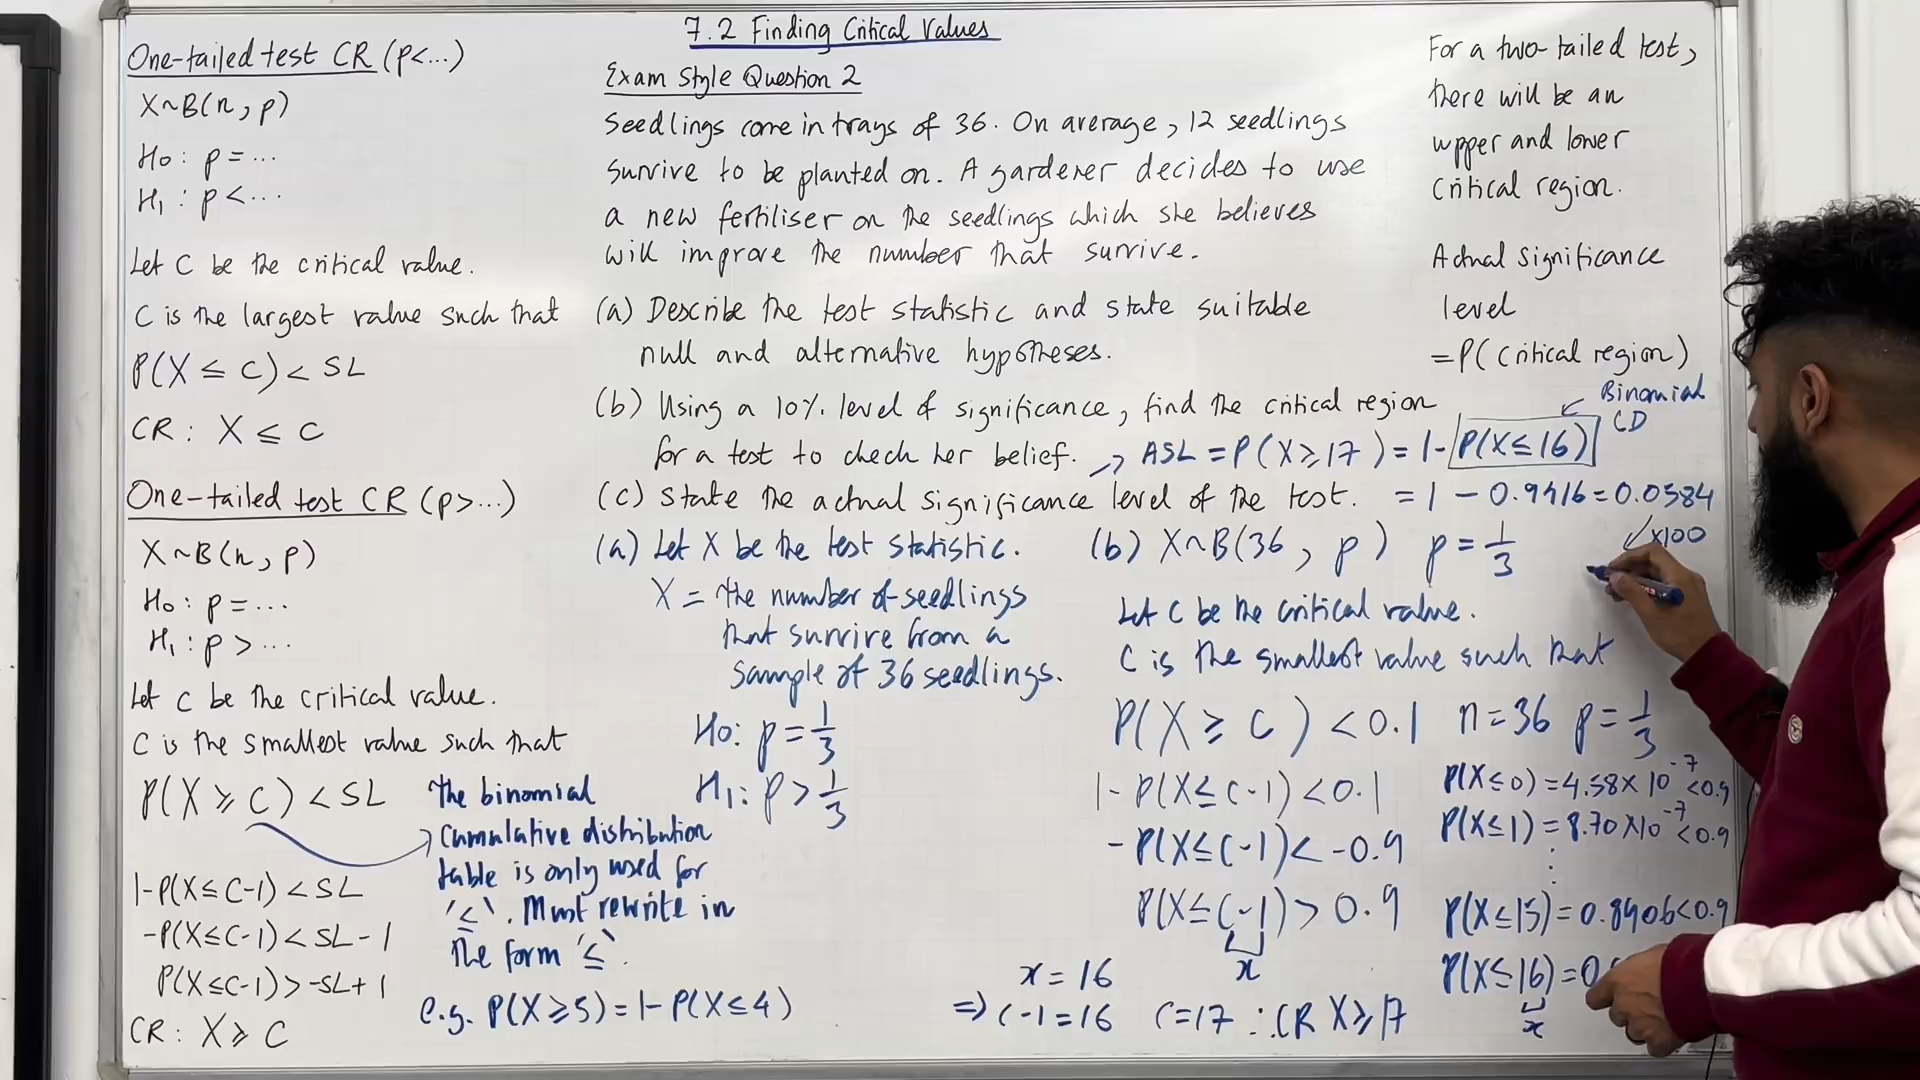 7.2 Finding Critical Values
One-tailed test CR (p<...)
X~B(n, p)
H0: p = ...
H1: p < ...
Let C be the critical value.
C is the largest value such that
P(X ≤ C) < SL
CR: X ≤ C
One-tailed test CR (p>...)
X~B(n, p)
H0: p = ...
H1: p > ...
Let C be the critical value.
C is the smallest value such that
P(X ≥ C) < SL
1-P(X≤C-1) < SL
-P(X≤C-1) < SL-1
P(X≤C-1) > -SL+1
CR: X ≥ C
The binomial
cumulative distribution
table is only used for
'≤'. Must rewrite in
the form '≤'.
e.g. P(X≥5) = 1-P(X≤4)
Exam Style Question 2
Seedlings come in trays of 36. On average, 12 seedlings
survive to be planted on. A gardener decides to use
a new fertiliser on the seedlings which she believes
will improve the number that survive.
(a) Describe the test statistic and state suitable
null and alternative hypotheses.
(b) Using a 10% level of significance, find the critical region
for a test to check her belief.
(c) State the actual significance level of the test.
→ ASL = P(X≥17) = 1-P(X≤16)
Binomial
CD
= 1 - 0.9416 = 0.0584
x100
(a) Let X be the test statistic.
X = the number of seedlings
that survive from a
sample of 36 seedlings.
H0: p = 1/3
H1: p > 1/3
(b) X~B(36, p) p = 1/3
Let C be the critical value.
C is the smallest value such that
P(X ≥ C) < 0.1 n=36 p=1/3
1-P(X≤C-1) < 0.1
-P(X≤C-1) < -0.9
P(X≤C-1) > 0.9
x
x = 16
⇒ C-1 = 16 C=17 ∴ CR X≥17
P(X≤0) = 4.58×10⁻⁷ <0.9
P(X≤1) = 8.70×10⁻⁷ <0.9
⋮
P(X≤15) = 0.8906<0.9
P(X≤16) = 0.
x
For a two-tailed test,
there will be an
upper and lower
critical region.
Actual significance
level
= P(critical region)